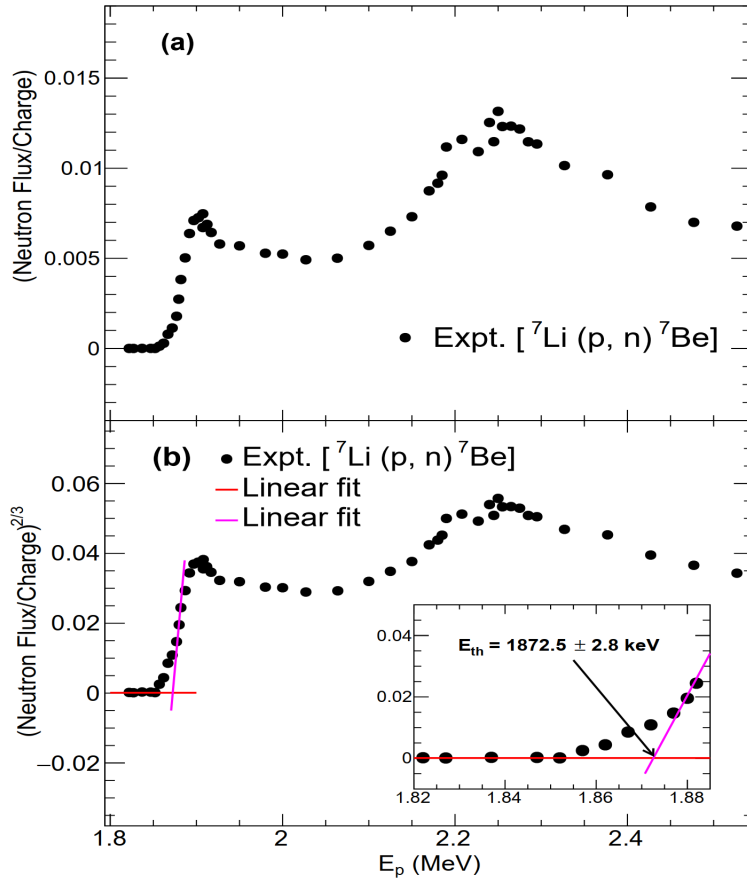 (a)
(Neutron Flux/Charge)
0.015
0.01
0.005
0
Expt. [ ⁷Li (p, n) ⁷Be]
(b)
Expt. [ ⁷Li (p, n) ⁷Be]
Linear fit
Linear fit
(Neutron Flux/Charge)²/³
0.06
0.04
0.02
0
−0.02
0.04
0.02
0
E_th = 1872.5 ± 2.8 keV
1.82 1.84 1.86 1.88
1.8 2 2.2 2.4
E_p (MeV)